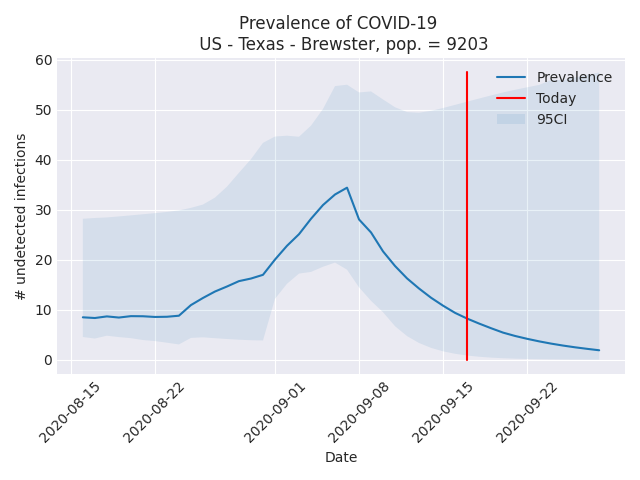 Prevalence of COVID-19
US - Texas - Brewster, pop. = 9203
Prevalence
Today
95CI
# undetected infections
60
50
40
30
20
10
0
2020-08-15
2020-08-22
2020-09-01
2020-09-08
2020-09-15
2020-09-22
Date